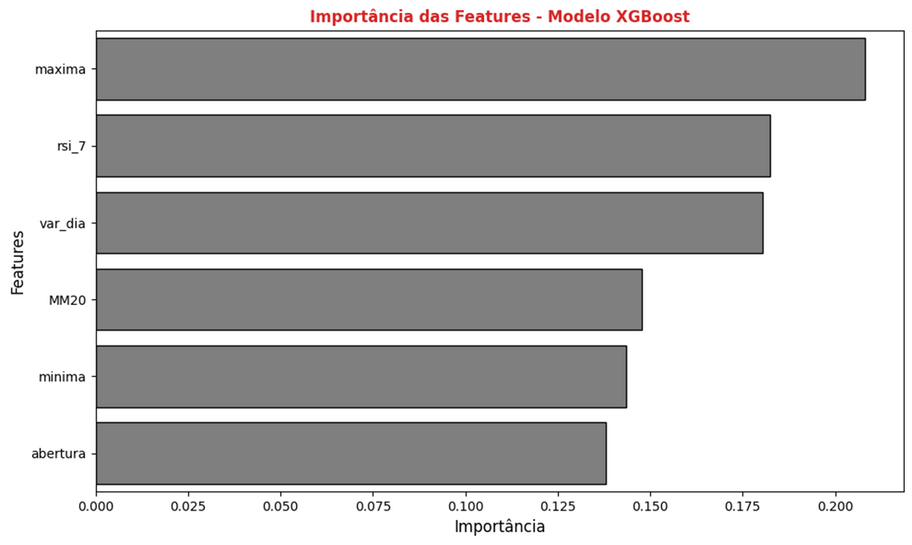 Importância das Features - Modelo XGBoost
maxima
rsi_7
var_dia
MM20
minima
abertura
Features
0.000 0.025 0.050 0.075 0.100 0.125 0.150 0.175 0.200
Importância